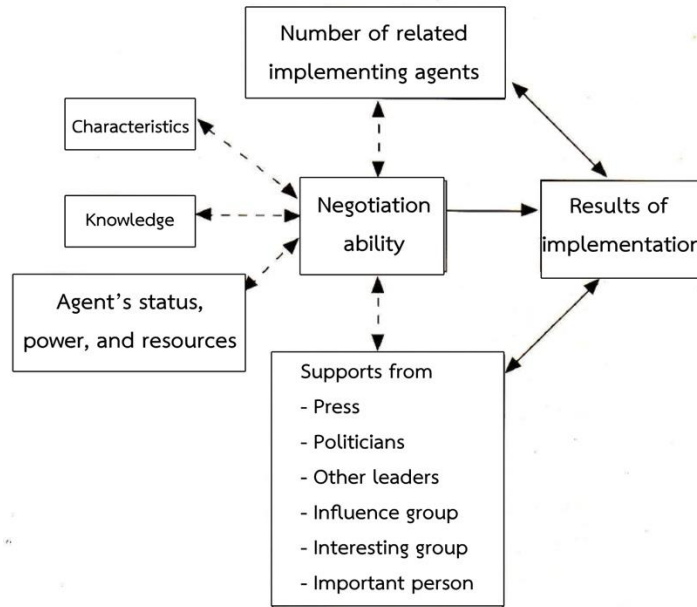 Number of related
implementing agents
Characteristics
Knowledge
Agent's status,
power, and resources
Negotiation
ability
Results of
implementation
Supports from
- Press
- Politicians
- Other leaders
- Influence group
- Interesting group
- Important person